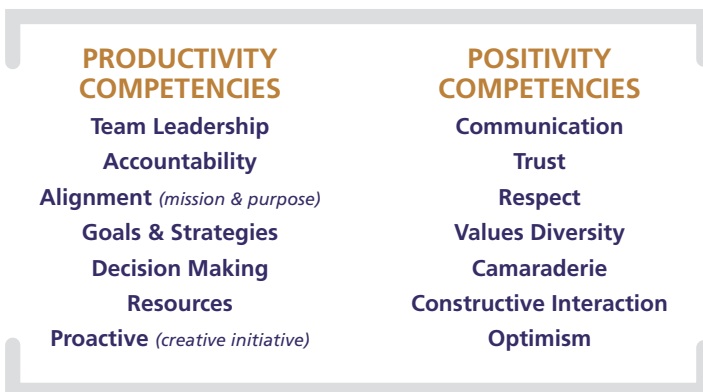 PRODUCTIVITY
COMPETENCIES
Team Leadership
Accountability
Alignment (mission & purpose)
Goals & Strategies
Decision Making
Resources
Proactive (creative initiative)
POSITIVITY
COMPETENCIES
Communication
Trust
Respect
Values Diversity
Camaraderie
Constructive Interaction
Optimism